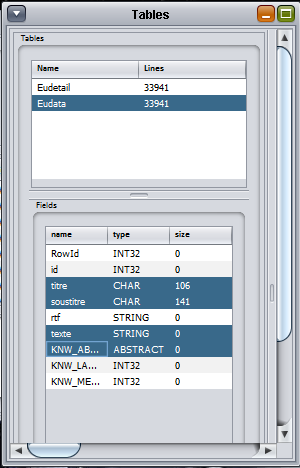 Tables
Tables
Name Lines
Eudetail 33941
Eudata 33941
Fields
name type size
RowId INT32 0
id INT32 0
titre CHAR 106
soustitre CHAR 141
rtf STRING 0
texte STRING 0
KNW_AB... ABSTRACT 0
KNW_LA... INT32 0
KNW_ME... INT32 0